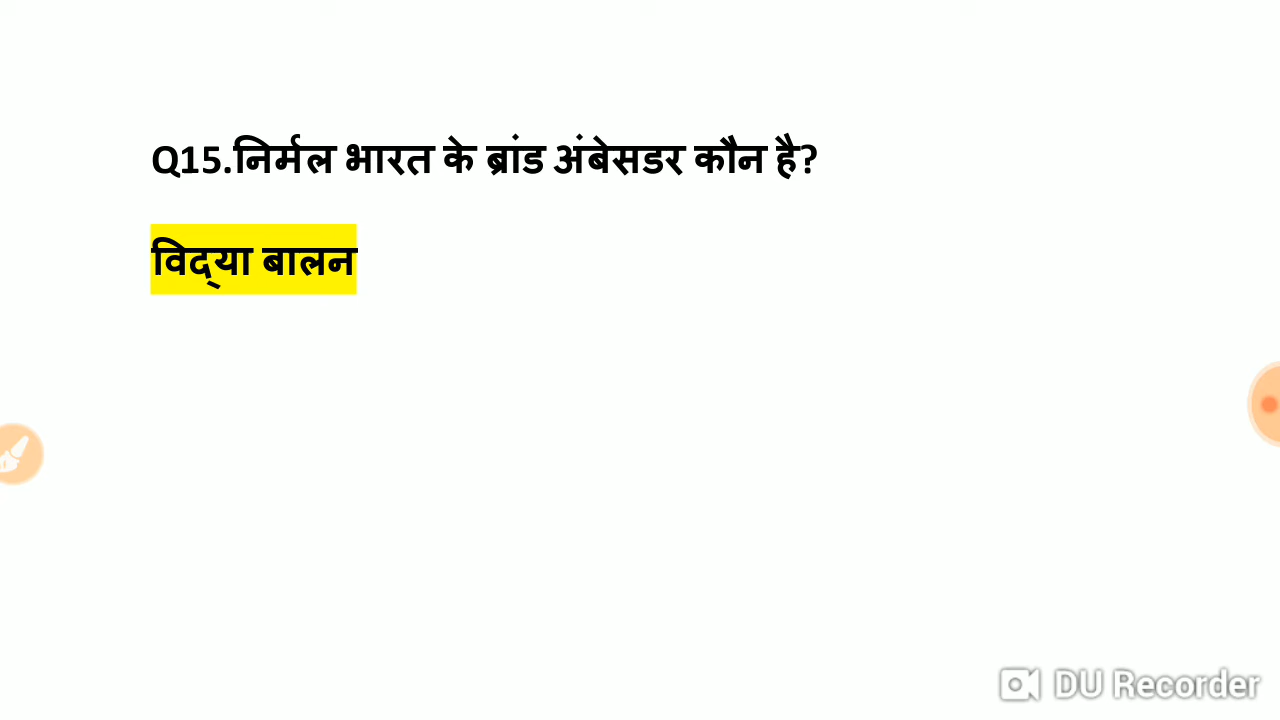 Q15.निर्मल भारत के ब्रांड अंबेसडर कौन है?
विद्या बालन
DU Recorder